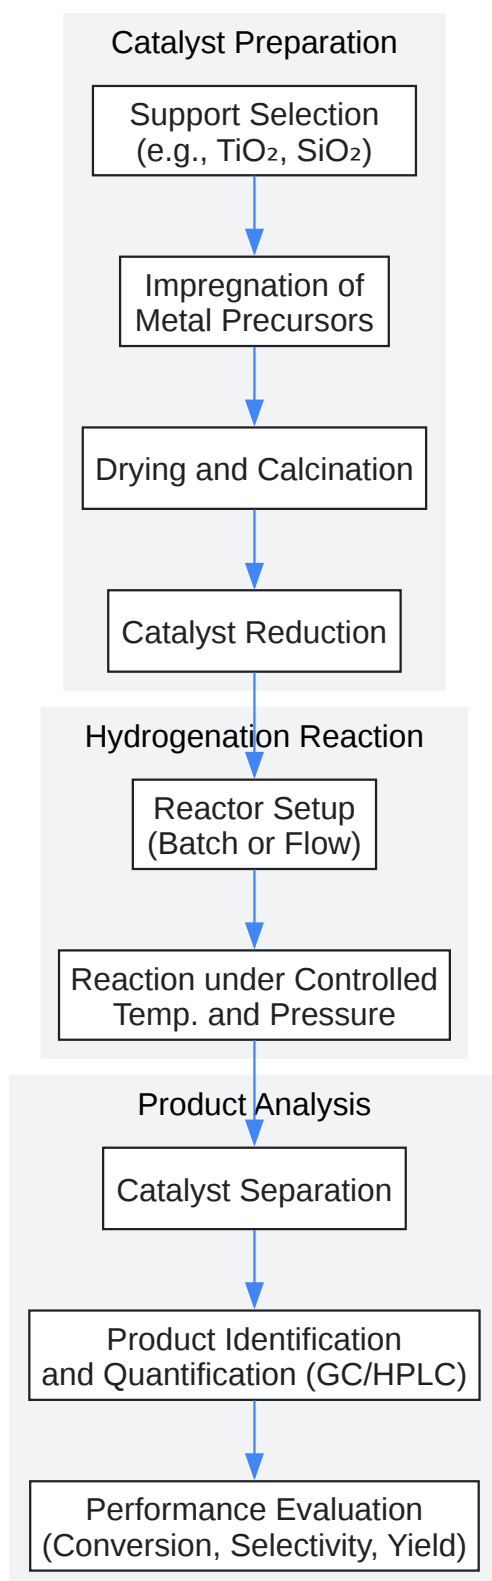 Catalyst Preparation
Support Selection
(e.g., TiO₂, SiO₂)
Impregnation of
Metal Precursors
Drying and Calcination
Catalyst Reduction
Hydrogenation Reaction
Reactor Setup
(Batch or Flow)
Reaction under Controlled
Temp. and Pressure
Product Analysis
Catalyst Separation
Product Identification
and Quantification (GC/HPLC)
Performance Evaluation
(Conversion, Selectivity, Yield)